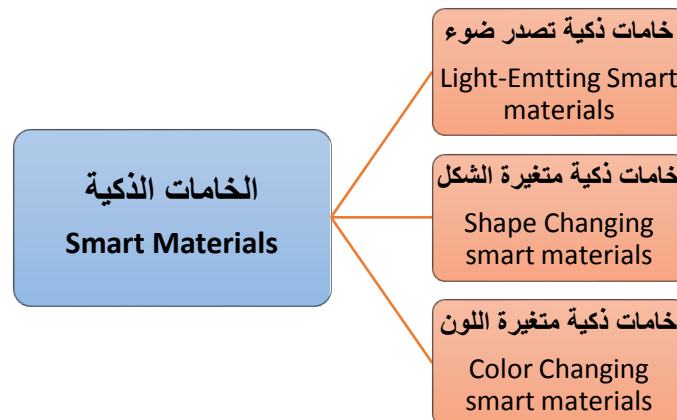 الخامات الذكية
Smart Materials
خامات ذكية تصدر ضوء
Light-Emtting Smart
materials
خامات ذكية متغيرة الشكل
Shape Changing
smart materials
خامات ذكية متغيرة اللون
Color Changing
smart materials